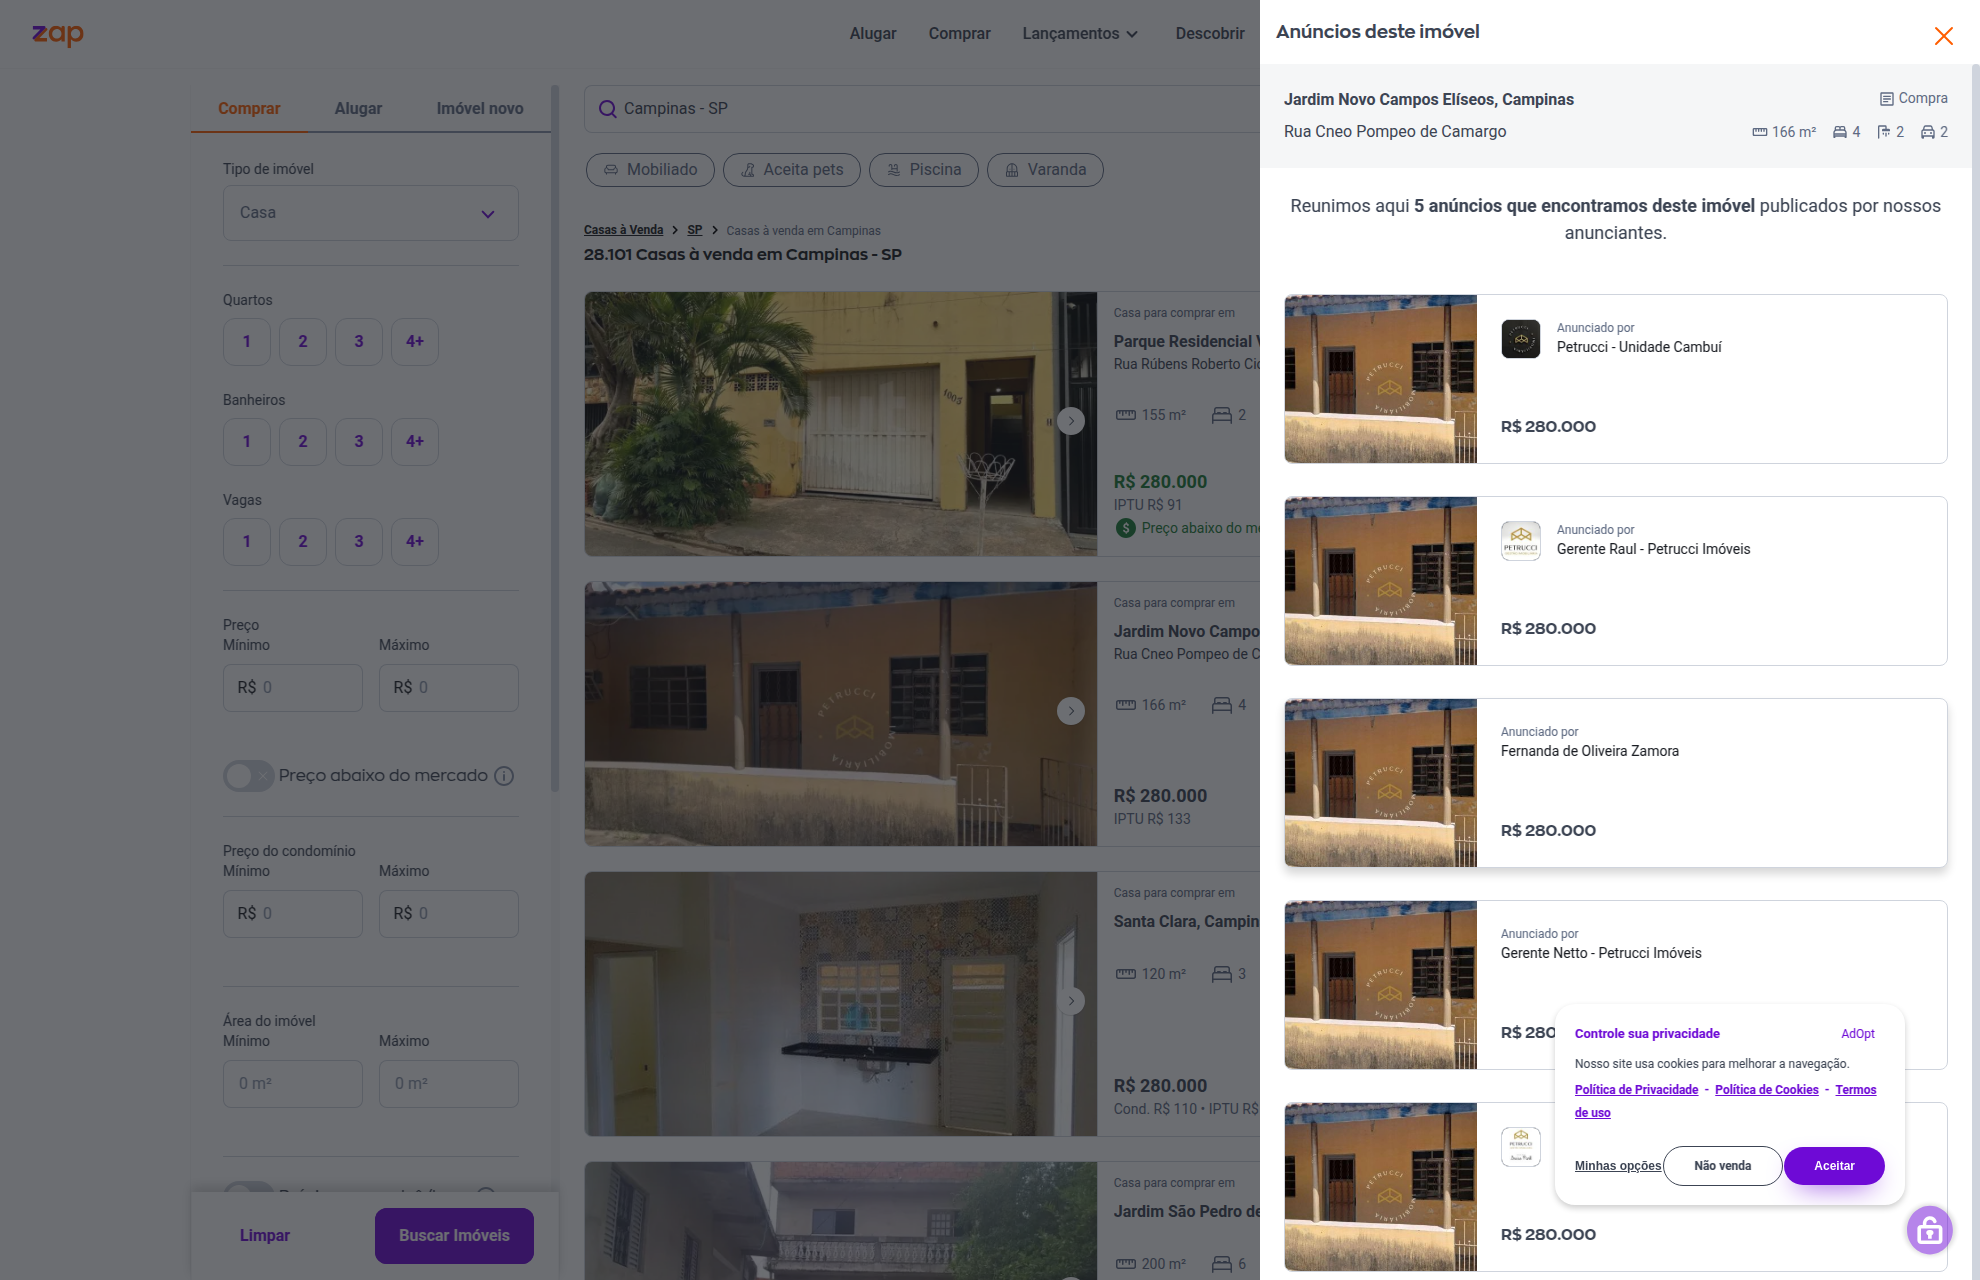 zap
Alugar
Comprar
Lançamentos
Descobrir
Comprar
Alugar
Imóvel novo
Tipo de imóvel
Casa
Quartos
1
2
3
4+
Banheiros
1
2
3
4+
Vagas
1
2
3
4+
Preço
Mínimo
Máximo
R$ 0
R$ 0
Preço abaixo do mercado
Preço do condomínio
Mínimo
Máximo
R$ 0
R$ 0
Área do imóvel
Mínimo
Máximo
0 m²
0 m²
Limpar
Buscar Imóveis
Campinas - SP
Mobiliado
Aceita pets
Piscina
Varanda
Casas à Venda
SP
Casas à venda em Campinas
28.101 Casas à venda em Campinas - SP
1005
Casa para comprar em
Parque Residencial
Rua Rúbens Roberto
155 m²
2
R$ 280.000
IPTU R$ 91
Preço abaixo do
PETRUCCI
IMOBILIÁRIA
Casa para comprar em
Jardim Novo Campo
Rua Cneo Pompeo de C
166 m²
4
R$ 280.000
IPTU R$ 133
Casa para comprar em
Santa Clara, Campin
120 m²
3
R$ 280.000
Cond. R$ 110 • IPTU R$
Casa para comprar em
Jardim São Pedro de
200 m²
6
Anúncios deste imóvel
Jardim Novo Campos Elíseos, Campinas
Compra
Rua Cneo Pompeo de Camargo
166 m²
4
2
2
Reunimos aqui 5 anúncios que encontramos deste imóvel publicados por nossos
anunciantes.
PETRUCCI
Anunciado por
Petrucci - Unidade Cambuí
R$ 280.000
PETRUCCI
PETRUCCI
Anunciado por
Gerente Raul - Petrucci Imóveis
R$ 280.000
PETRUCCI
Anunciado por
Fernanda de Oliveira Zamora
R$ 280.000
PETRUCCI
Anunciado por
Gerente Netto - Petrucci Imóveis
R$ 280
PETRUCCI
PETRUCCI
R$ 280.000
Controle sua privacidade
AdOpt
Nosso site usa cookies para melhorar a navegação.
Política de Privacidade - Política de Cookies - Termos
de uso
Minhas opções
Não venda
Aceitar